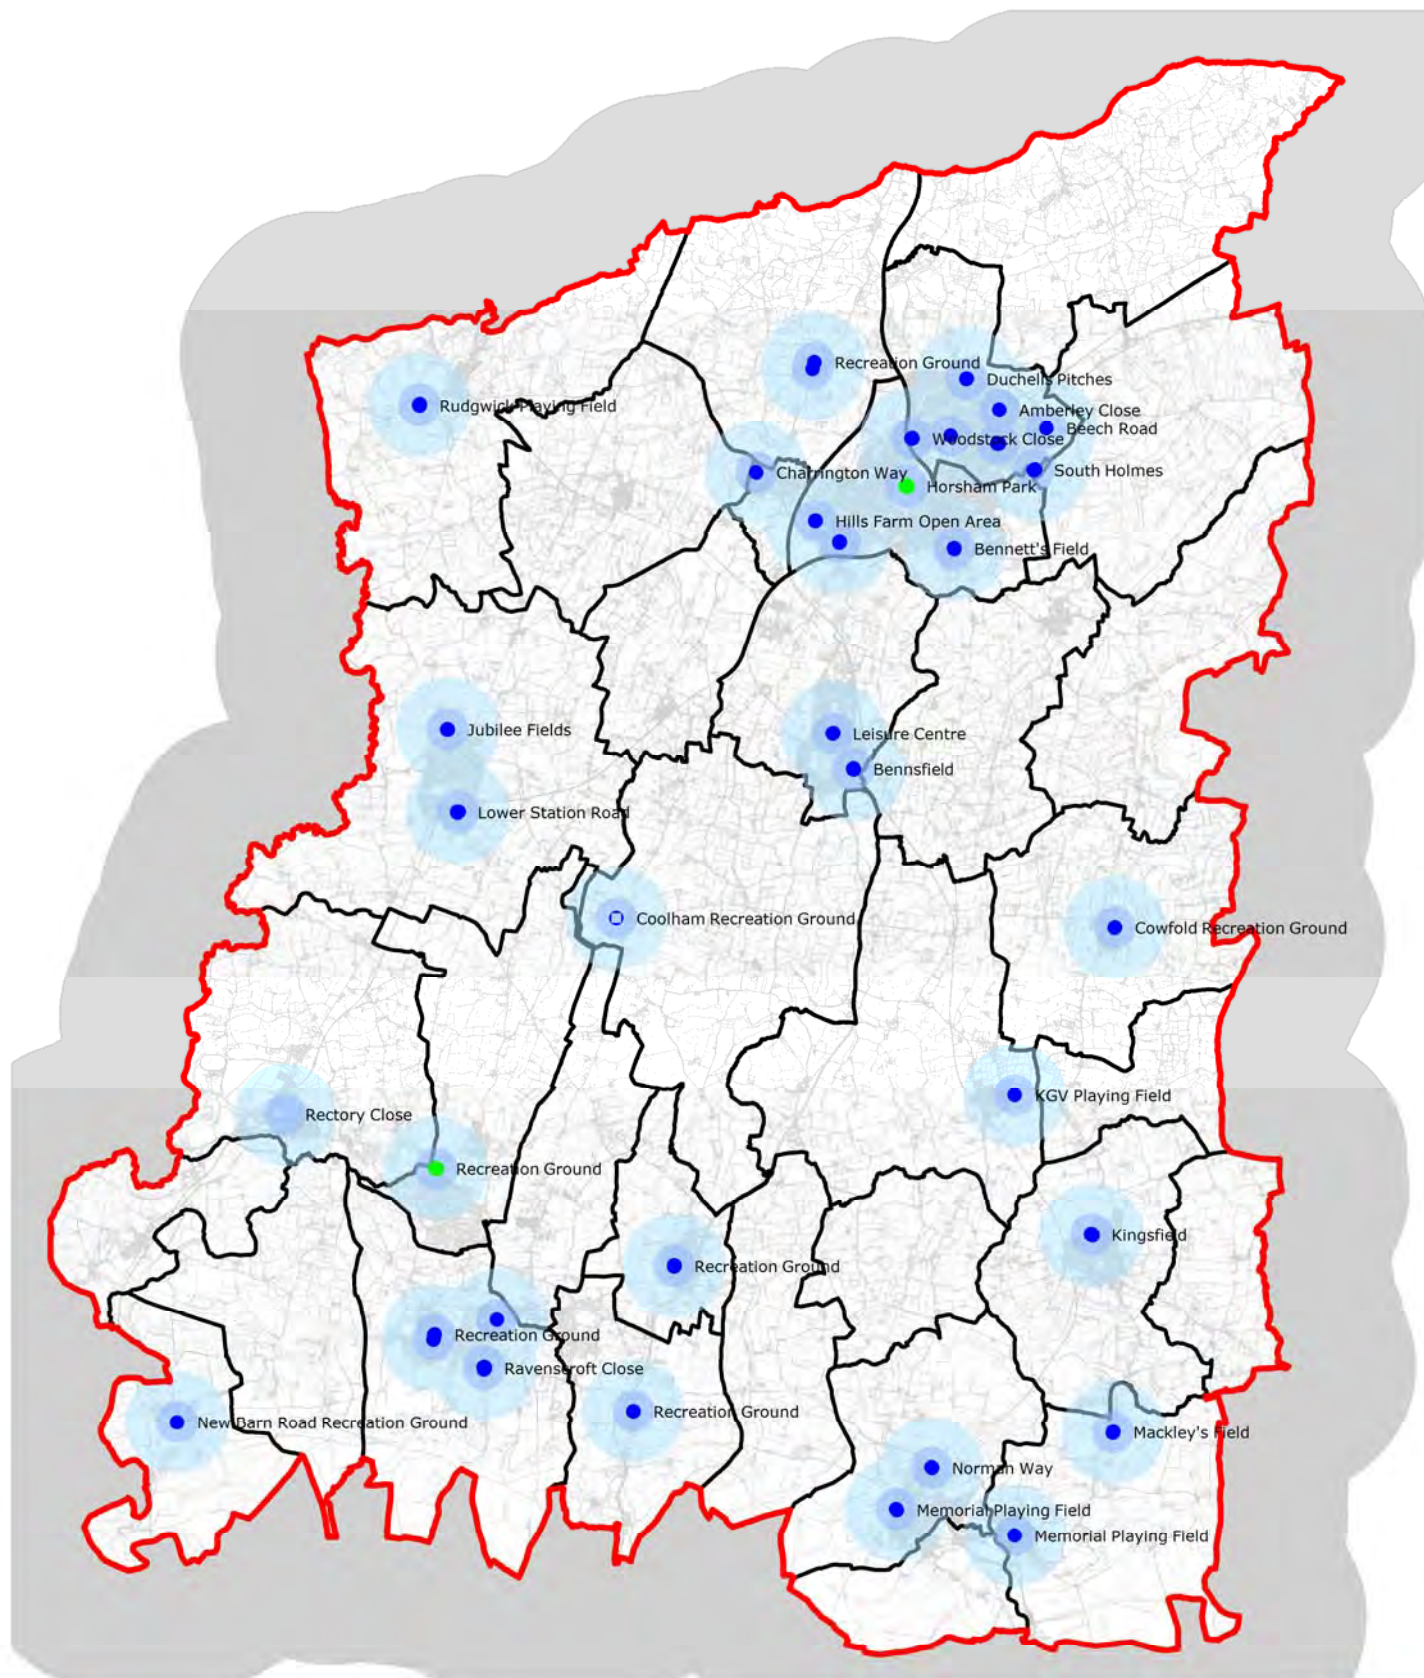 Recreation Ground
Duchells Pitches
Rudgwick Playing Field
Amberley Close
Beech Road
Woodstock Close
South Holmes
Charrington Way
Horsham Park
Hills Farm Open Area
Bennett's Field
Jubilee Fields
Leisure Centre
Bennsfield
Lower Station Road
Coolham Recreation Ground
Cowfold Recreation Ground
KGV Playing Field
Rectory Close
Recreation Ground
Kingsfield
Recreation Ground
Recreation Ground
Ravenscroft Close
Recreation Ground
New Barn Road Recreation Ground
Mackley's Field
Norman Way
Memorial Playing Field
Memorial Playing Field